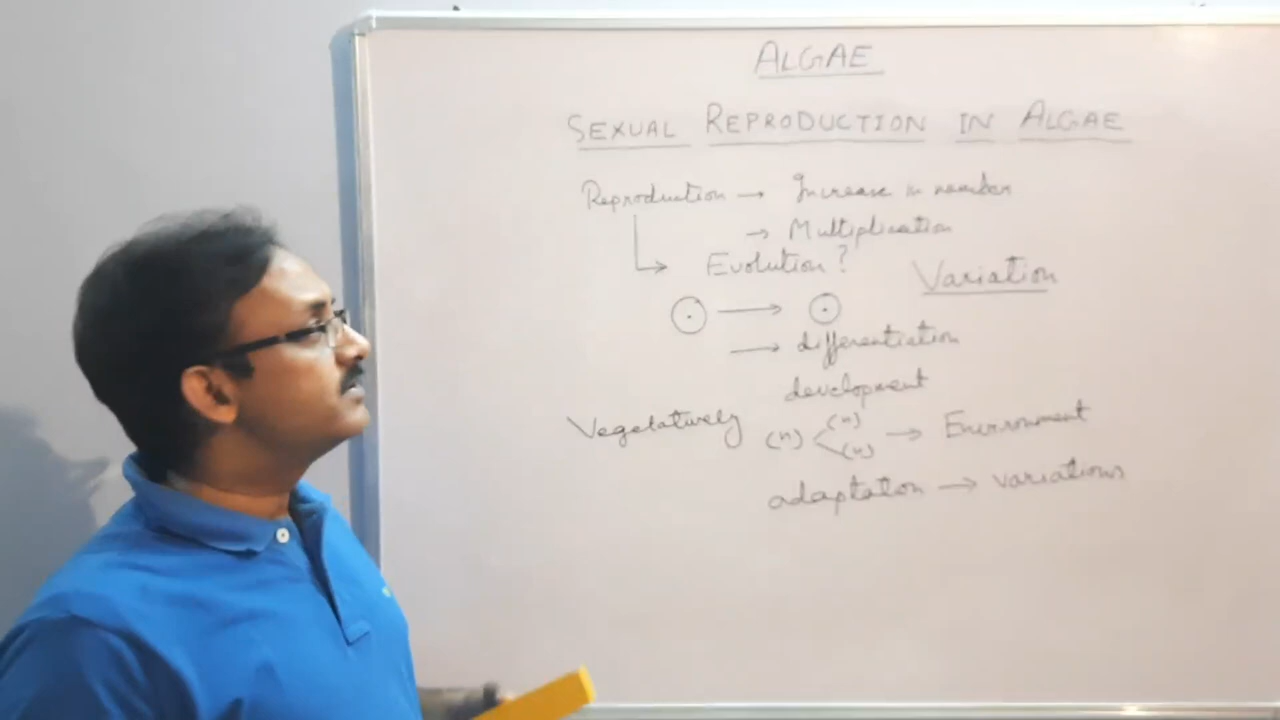 ALGAE
SEXUAL REPRODUCTION IN ALGAE
Reproduction → Increase in number
→ Multiplication
Evolution? Variation
→ differentiation
development
Vegetatively (n) (n) (n) → Environment
adaptation → variations